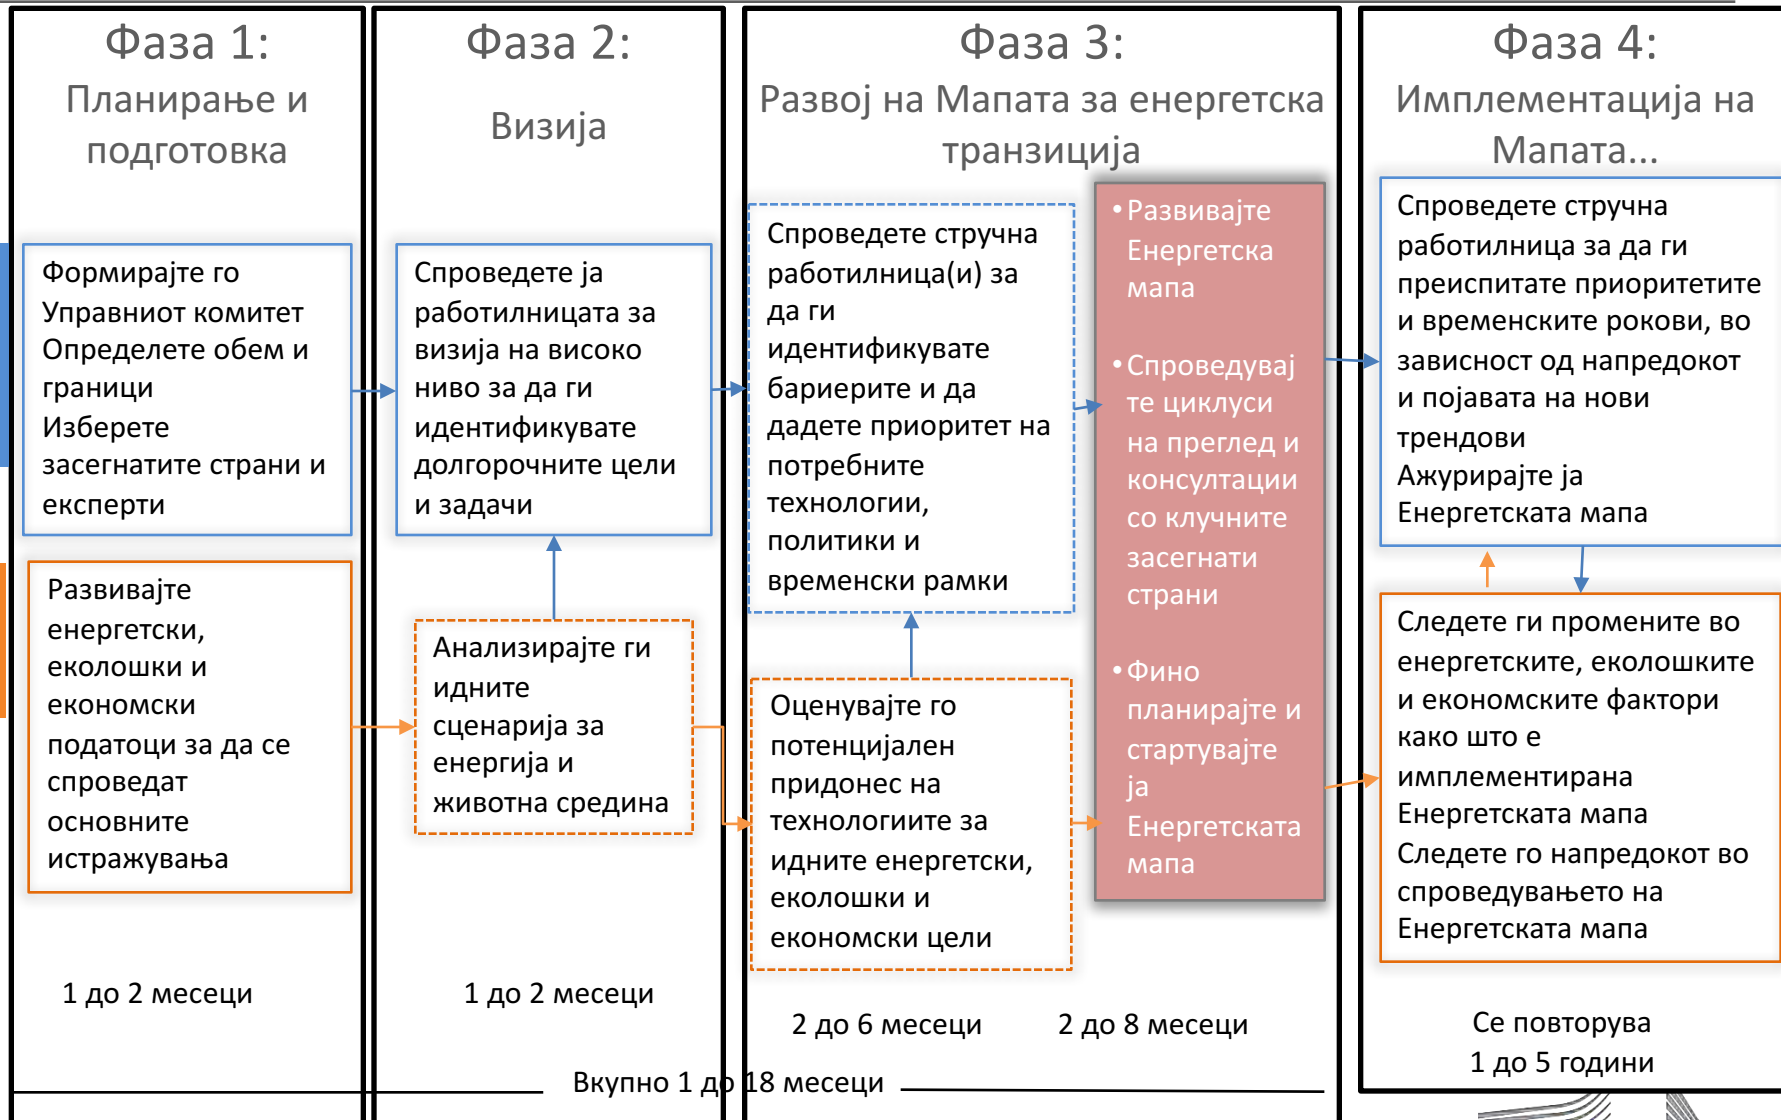 Фаза 1:
Планирање и
подготовка
Формирајте го
Управниот комитет
Определете обем и
граници
Изберете
засегнатите страни и
експерти
Развивајте
енергетски,
еколошки и
економски
податоци за да се
спроведат
основните
истражувања
1 до 2 месеци
Фаза 2:
Визија
Спроведете ја
работилницата за
визија на високо
ниво за да ги
идентификувате
долгорочните цели
и задачи
Анализирајте ги
идните
сценарија за
енергија и
животна средина
1 до 2 месеци
Фаза 3:
Развој на Мапата за енергетска
транзиција
Спроведете стручна
работилница(и) за
да ги
идентификувате
бариерите и да
дадете приоритет на
потребните
технологии,
политики и
временски рамки
Оценувајте го
потенцијален
придонес на
технологиите за
идните енергетски,
еколошки и
економски цели
• Развивајте
Енергетска
мапа
• Спроведувај
те циклуси
на преглед и
консултации
со клучните
засегнати
страни
• Фино
планирајте и
стартувајте
ја
Енергетската
мапа
2 до 6 месеци
2 до 8 месеци
Вкупно 1 до 18 месеци
Фаза 4:
Имплементација на
Мапата...
Спроведете стручна
работилница за да ги
преиспитате приоритетите
и временските рокови, во
зависност од напредокот
и појавата на нови
трендови
Ажурирајте ја
Енергетската мапа
Следете ги промените во
енергетските, еколошките
и економските фактори
како што е
имплементирана
Енергетската мапа
Следете го напредокот во
спроведувањето на
Енергетската мапа
Се повторува
1 до 5 години